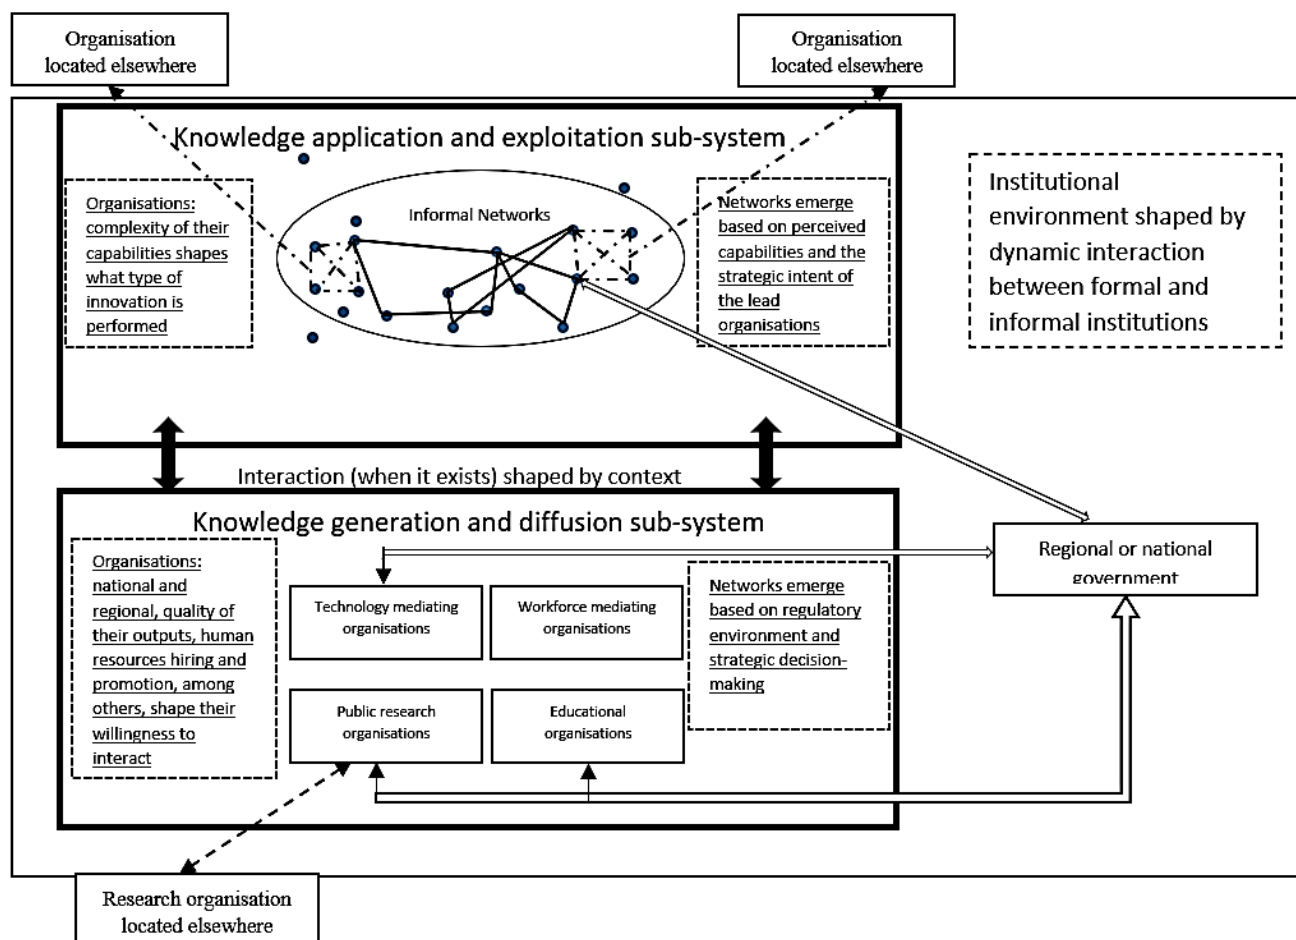 Organisation
located elsewhere
Organisation
located elsewhere
Knowledge application and exploitation sub-system
Organisations:
complexity of their
capabilities shapes
what type of
innovation is
performed
Informal Networks
Networks emerge
based on perceived
capabilities and the
strategic intent of
the lead
organisations
Institutional
environment shaped by
dynamic interaction
between formal and
informal institutions
Interaction (when it exists) shaped by context
Knowledge generation and diffusion sub-system
Organisations:
national and
regional, quality of
their outputs, human
resources hiring and
promotion, among
others, shape their
willingness to
interact
Technology mediating
organisations
Workforce mediating
organisations
Public research
organisations
Educational
organisations
Networks emerge
based on regulatory
environment and
strategic decision-
making
Regional or national
government
Research organisation
located elsewhere